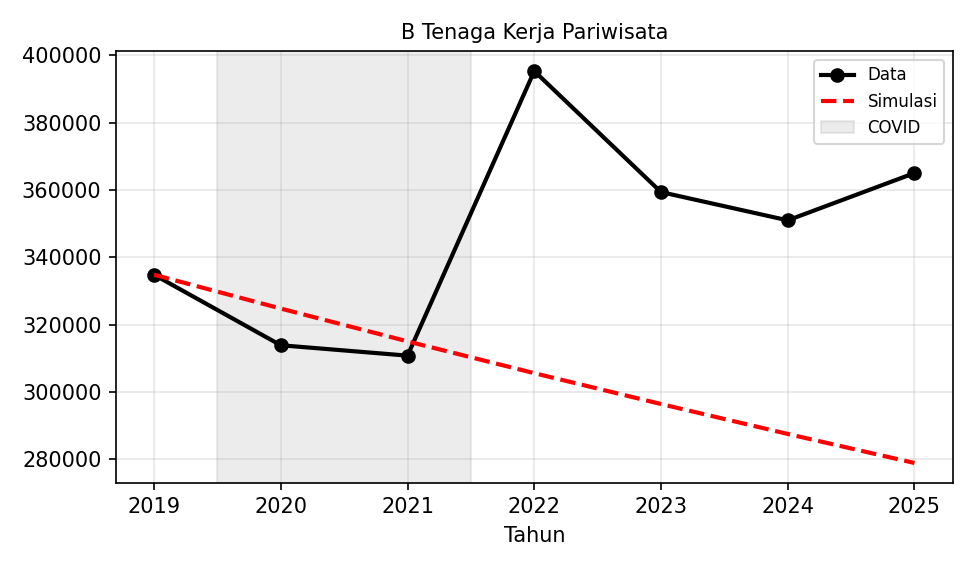 B Tenaga Kerja Pariwisata
400000
380000
360000
340000
320000
300000
280000
Data
Simulasi
COVID
2019 2020 2021 2022 2023 2024 2025
Tahun